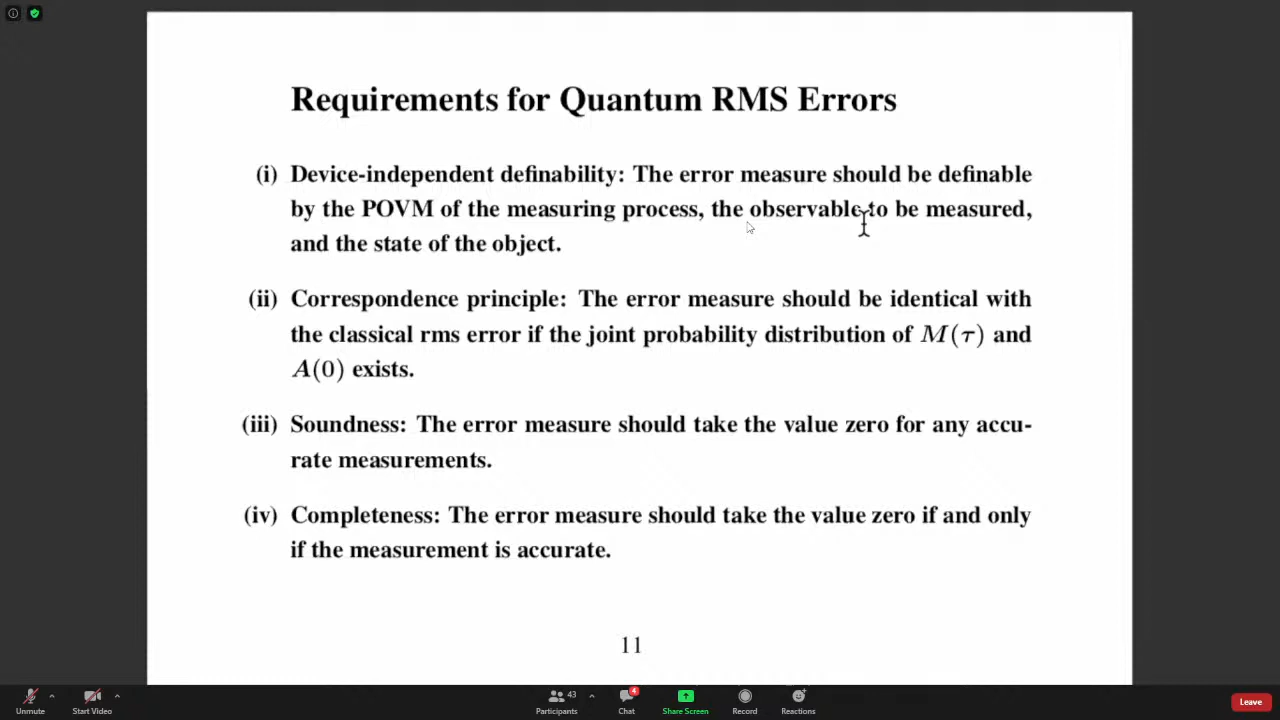 Requirements for Quantum RMS Errors
(i) Device-independent definability: The error measure should be definable
by the POVM of the measuring process, the observable to be measured,
and the state of the object.
(ii) Correspondence principle: The error measure should be identical with
the classical rms error if the joint probability distribution of M(τ) and
A(0) exists.
(iii) Soundness: The error measure should take the value zero for any accu-
rate measurements.
(iv) Completeness: The error measure should take the value zero if and only
if the measurement is accurate.
11
Unmute
Start Video
43
Participants
4
Chat
Share Screen
Record
Reactions
Leave